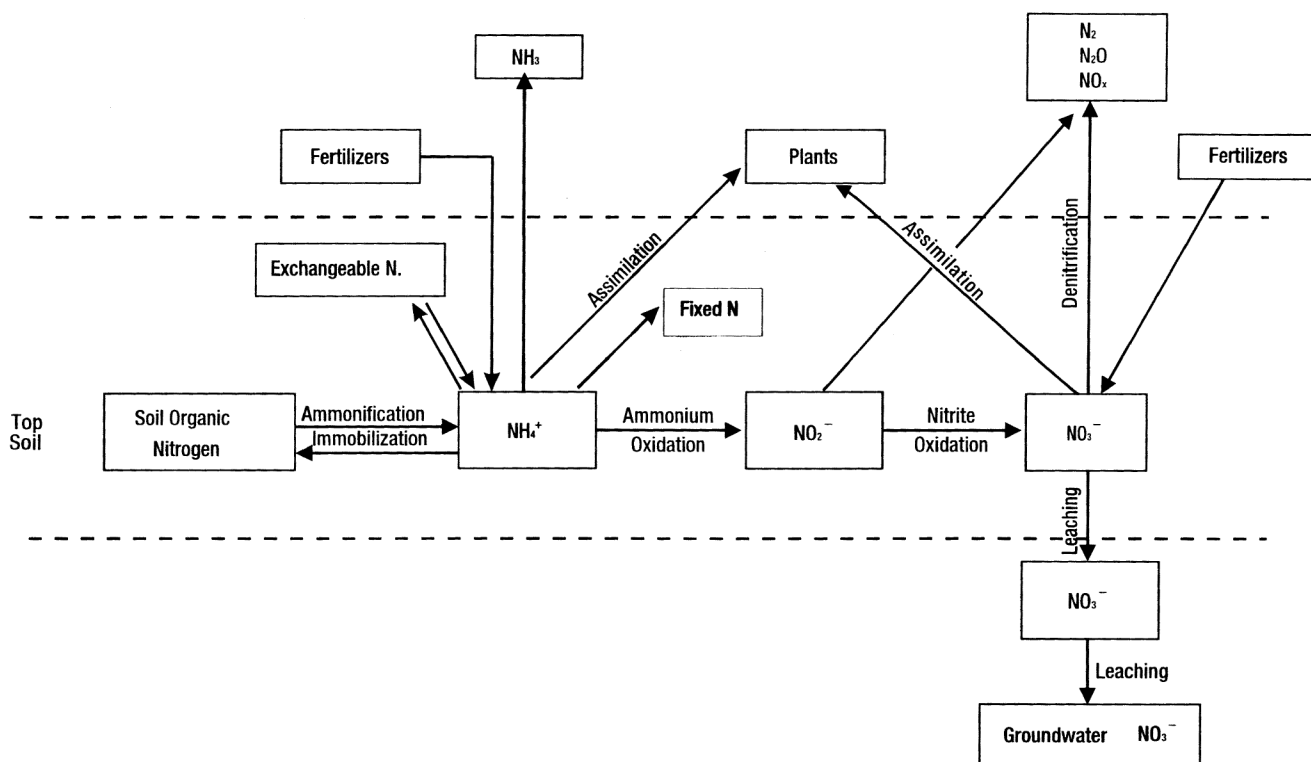 NH₃
N₂
N₂O
NOₓ
Fertilizers
Plants
Fertilizers
Exchangeable N.
Assimilation
Assimilation
Denitrification
Fixed N
Top
Soil
Soil Organic
Nitrogen
Ammonification
Immobilization
NH₄⁺
Ammonium
Oxidation
NO₂⁻
Nitrite
Oxidation
NO₃⁻
Leaching
NO₃⁻
Leaching
Groundwater NO₃⁻